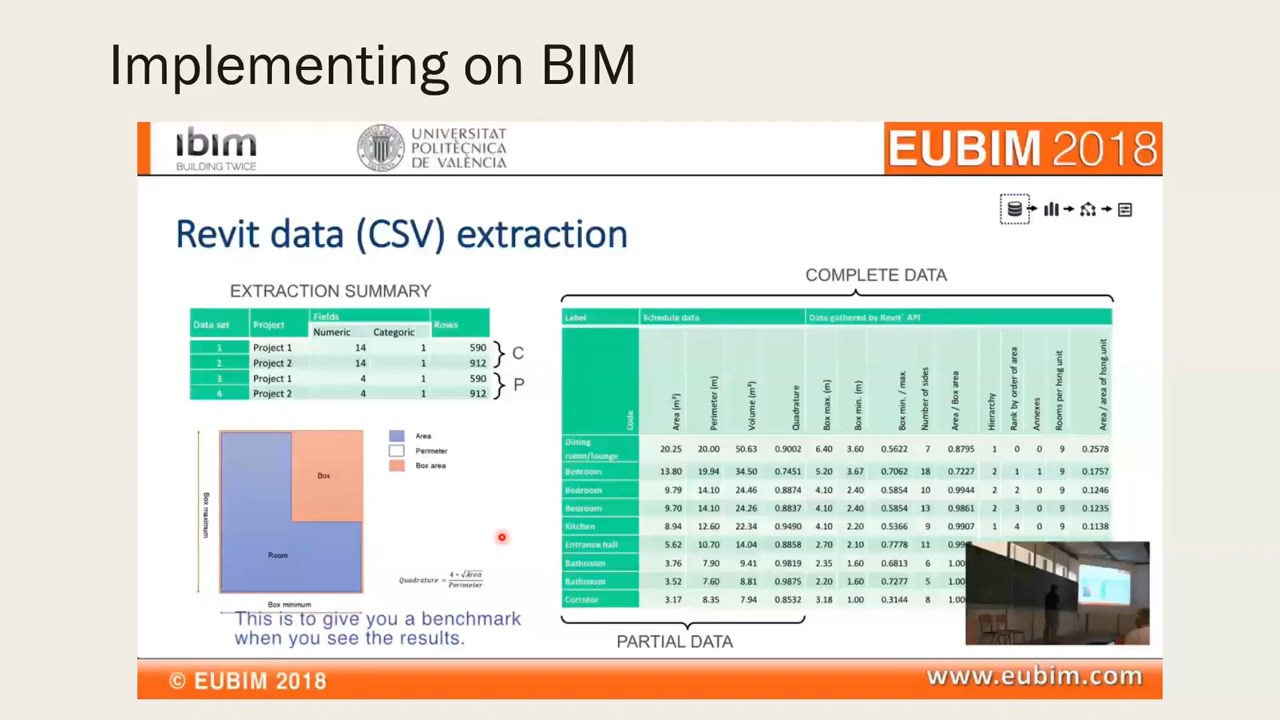 Implementing on BIM
ibim
BUILDING TWICE
UNIVERSITAT
POLITÈCNICA
DE VALÈNCIA
EUBIM 2018
Revit data (CSV) extraction
EXTRACTION SUMMARY
Data set Project Fields Rows
Numeric Categoric
1 Project 1 14 1 590
2 Project 2 14 1 912
C
3 Project 1 4 1 590
4 Project 2 4 1 912
P
Area
Perimeter
Box area
Box
Room
Box maximum
Box minimum
Quadrature = 4 * √Area / Perimeter
COMPLETE DATA
Label Schedule data Data gathered by Revit´ API
Code Area (m²) Perimeter (m) Volume (m³) Quadrature Box max. (m) Box min. (m) Box min. / max. Number of sides Area / Box area Hierarchy Rank by order of area Annexes Rooms per hsng unit Area / area of hsng.unit
Dining room/lounge 20.25 20.00 50.63 0.9002 6.40 3.60 0.5622 7 0.8795 1 0 0 9 0.2578
Bedroom 13.80 19.94 34.50 0.7451 5.20 3.67 0.7062 18 0.7227 2 1 1 9 0.1757
Bedroom 9.79 14.10 24.46 0.8874 4.10 2.40 0.5854 10 0.9944 2 2 0 9 0.1246
Bedroom 9.70 14.10 24.26 0.8837 4.10 2.40 0.5854 13 0.9861 2 3 0 9 0.1235
Kitchen 8.94 12.60 22.34 0.9490 4.10 2.20 0.5366 9 0.9907 1 4 0 9 0.1138
Entrance hall 5.62 10.70 14.04 0.8858 2.70 2.10 0.7778 11 0.99
Bathroom 3.76 7.90 9.41 0.9819 2.35 1.60 0.6813 6 1.00
Bathroom 3.52 7.60 8.81 0.9875 2.20 1.60 0.7277 5 1.00
Corridor 3.17 8.35 7.94 0.8532 3.18 1.00 0.3144 8 1.00
PARTIAL DATA
This is to give you a benchmark
when you see the results.
© EUBIM 2018
www.eubim.com